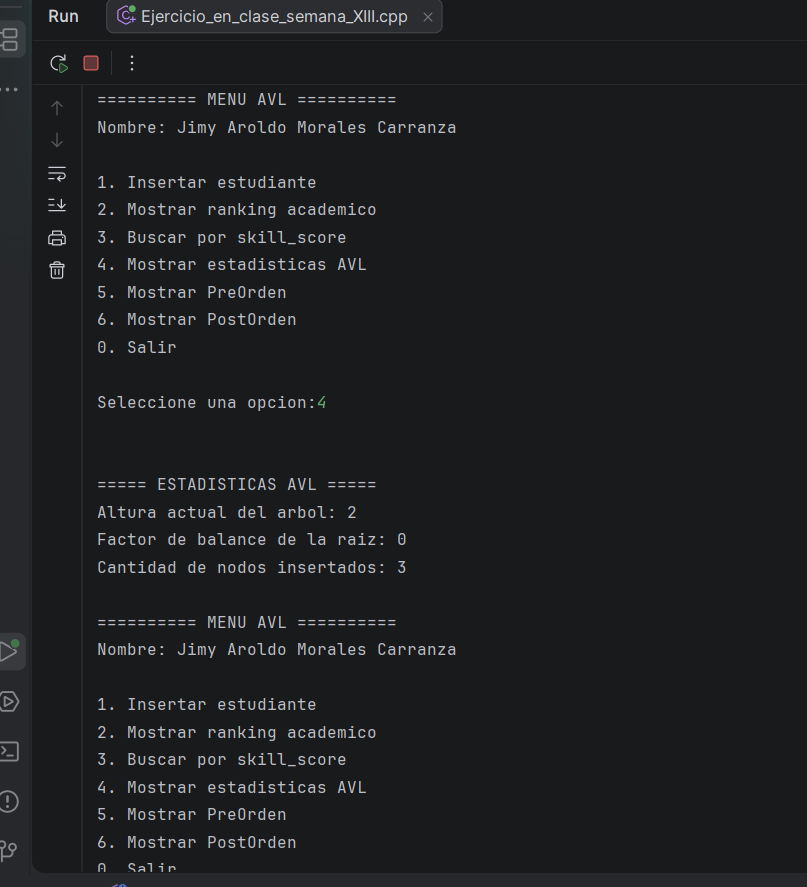 Run
Ejercicio_en_clase_semana_XIII.cpp
========== MENU AVL ==========
Nombre: Jimy Aroldo Morales Carranza
1. Insertar estudiante
2. Mostrar ranking academico
3. Buscar por skill_score
4. Mostrar estadisticas AVL
5. Mostrar PreOrden
6. Mostrar PostOrden
0. Salir
Seleccione una opcion:4
===== ESTADISTICAS AVL =====
Altura actual del arbol: 2
Factor de balance de la raiz: 0
Cantidad de nodos insertados: 3
========== MENU AVL ==========
Nombre: Jimy Aroldo Morales Carranza
1. Insertar estudiante
2. Mostrar ranking academico
3. Buscar por skill_score
4. Mostrar estadisticas AVL
5. Mostrar PreOrden
6. Mostrar PostOrden
0. Salir